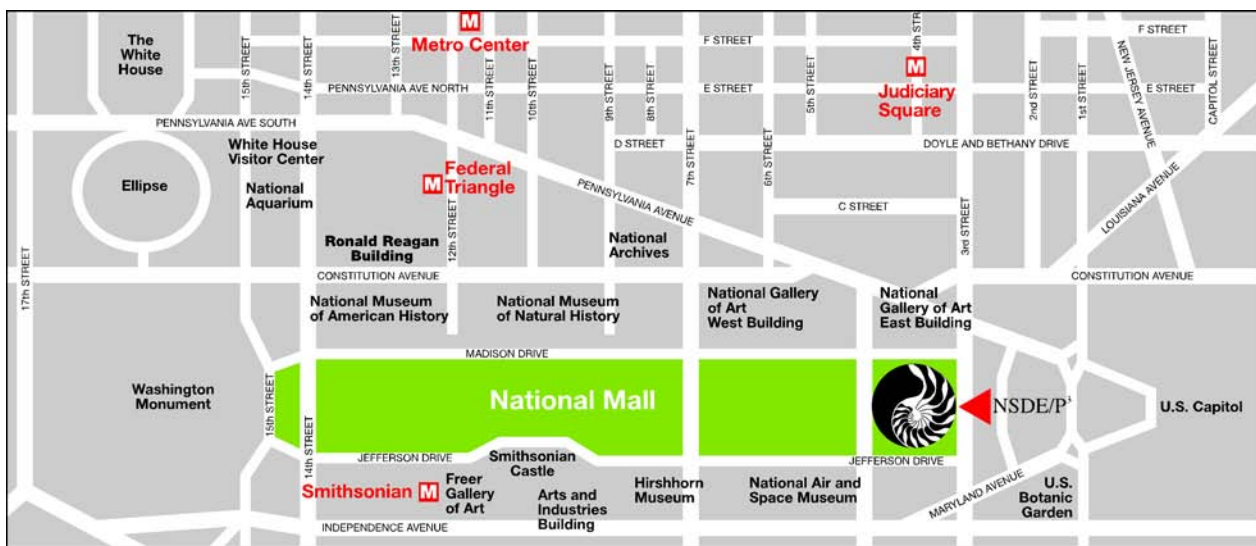 The
White
House
15th STREET
14th STREET
13th STREET
M
Metro Center
11th STREET
10th STREET
9th STREET
8th STREET
F STREET
5th STREET
4th STREET
M
Judiciary
Square
2nd STREET
1st STREET
NEW JERSEY AVENUE
F STREET
CAPITOL STREET
PENNSYLVANIA AVE NORTH
E STREET
E STREET
PENNSYLVANIA AVE SOUTH
White House
Visitor Center
D STREET
7th STREET
6th STREET
DOYLE AND BETHANY DRIVE
Ellipse
National
Aquarium
M
Federal
Triangle
PENNSYLVANIA AVENUE
C STREET
3rd STREET
LOUISIANA AVENUE
17th STREET
Ronald Reagan
Building
12th STREET
National
Archives
CONSTITUTION AVENUE
CONSTITUTION AVENUE
National Museum
of American History
National Museum
of Natural History
National Gallery
of Art
West Building
National
Gallery of Art
East Building
MADISON DRIVE
Washington
Monument
15th STREET
National Mall
NSDE/P³
U.S. Capitol
14th STREET
JEFFERSON DRIVE
Smithsonian
Castle
JEFFERSON DRIVE
Smithsonian
M
Freer
Gallery
of Art
Arts and
Industries
Building
Hirshhorn
Museum
National Air and
Space Museum
MARYLAND AVENUE
U.S.
Botanic
Garden
INDEPENDENCE AVENUE